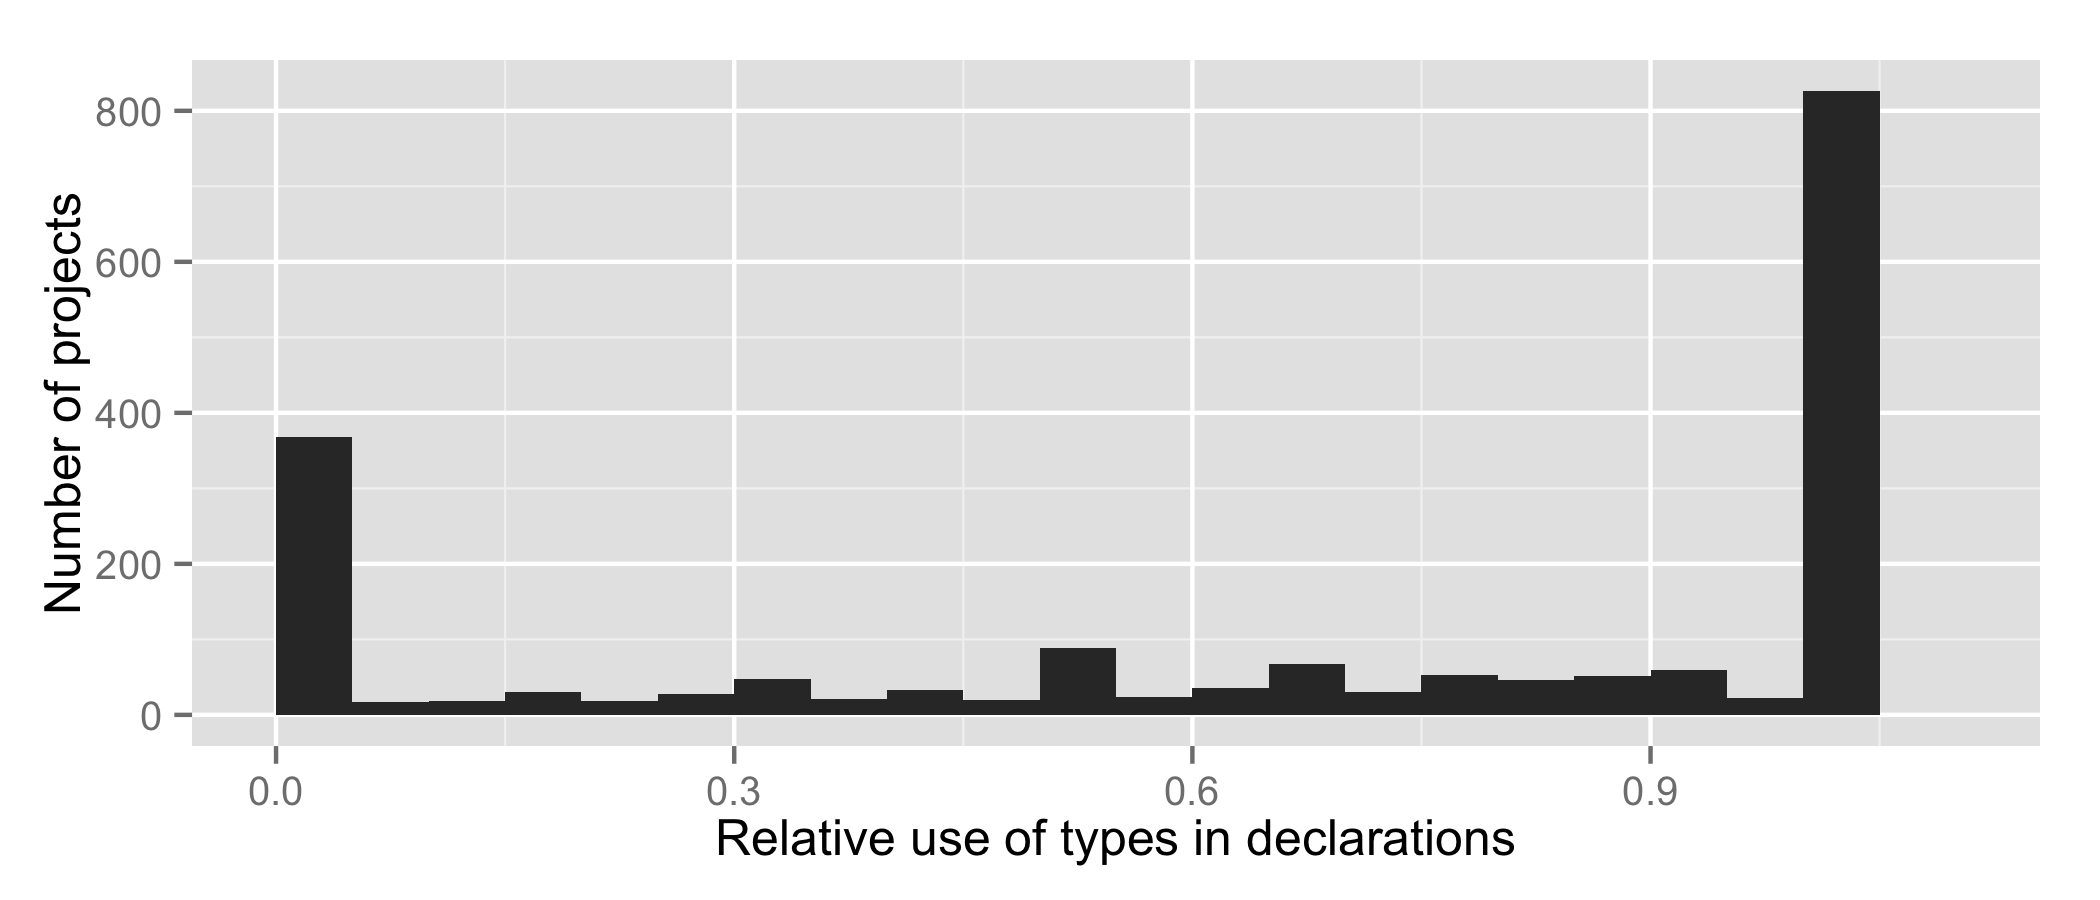 Number of projects
800
600
400
200
0
0.0 0.3 0.6 0.9
Relative use of types in declarations